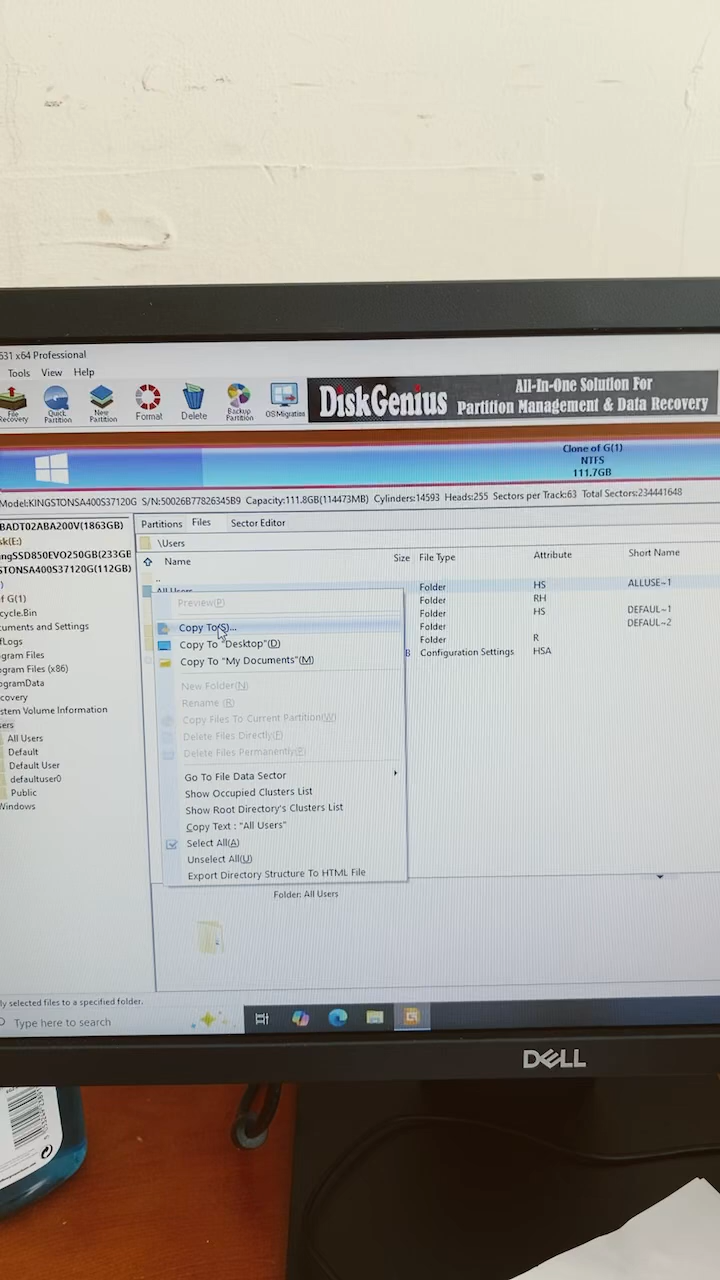 631 x64 Professional
Tools View Help
File Recovery
Quick Partition
New Partition
Format
Delete
Backup Partition
OS Migration
DISKGENIUS
All-In-One Solution For
Partition Management & Data Recovery
Clone of G(1)
NTFS
111.7GB
Model:KINGSTONSA400S37120G S/N:50026B77826345B9 Capacity:111.8GB(114473MB) Cylinders:14593 Heads:255 Sectors per Track:63 Total Sectors:234441648
BADT02ABA200V(1863GB)
sk(E:)
ngSSD850EVO250GB(233GB
STONSA400S37120G(112GB)
)
of G(1)
cycle.Bin
cuments and Settings
fLogs
ogram Files
ogram Files (x86)
ogramData
covery
stem Volume Information
sers
All Users
Default
Default User
defaultuser0
Public
Windows
Partitions Files Sector Editor
\Users
Name Size File Type Attribute Short Name
..
All Users
Folder HS ALLUSE~1
Folder RH
Folder HS DEFAUL~1
Folder DEFAUL~2
Folder R
B Configuration Settings HSA
Preview(P)
Copy To(S)...
Copy To "Desktop"(D)
Copy To "My Documents"(M)
New Folder(N)
Rename (R)
Copy Files To Current Partition(W)
Delete Files Directly(F)
Delete Files Permanently(P)
Go To File Data Sector
Show Occupied Clusters List
Show Root Directory's Clusters List
Copy Text : "All Users"
Select All(A)
Unselect All(U)
Export Directory Structure To HTML File
Folder: All Users
ly selected files to a specified folder.
Type here to search
DELL